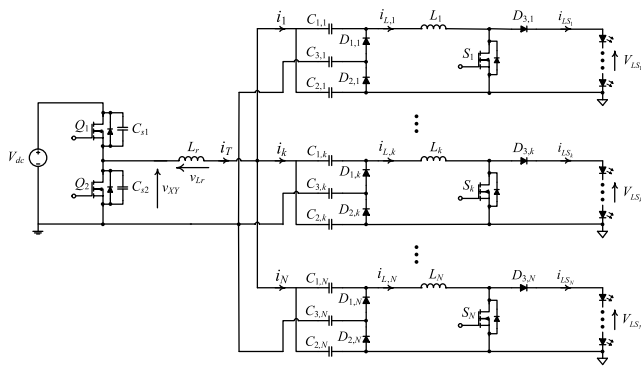 i_1 C_{1,1} D_{1,1} C_{3,1} D_{2,1} C_{2,1} i_{L,1} L_1 S_1 D_{3,1} i_{LS_1} V_{LS_1}
V_{dc} Q_1 C_{s1} Q_2 C_{s2} v_{XY} L_r v_{Lr} i_T
i_k C_{1,k} D_{1,k} C_{3,k} D_{2,k} C_{2,k} i_{L,k} L_k S_k D_{3,k} i_{LS_k} V_{LS_k}
i_N C_{1,N} D_{1,N} C_{3,N} D_{2,N} C_{2,N} i_{L,N} L_N S_N D_{3,N} i_{LS_N} V_{LS_N}